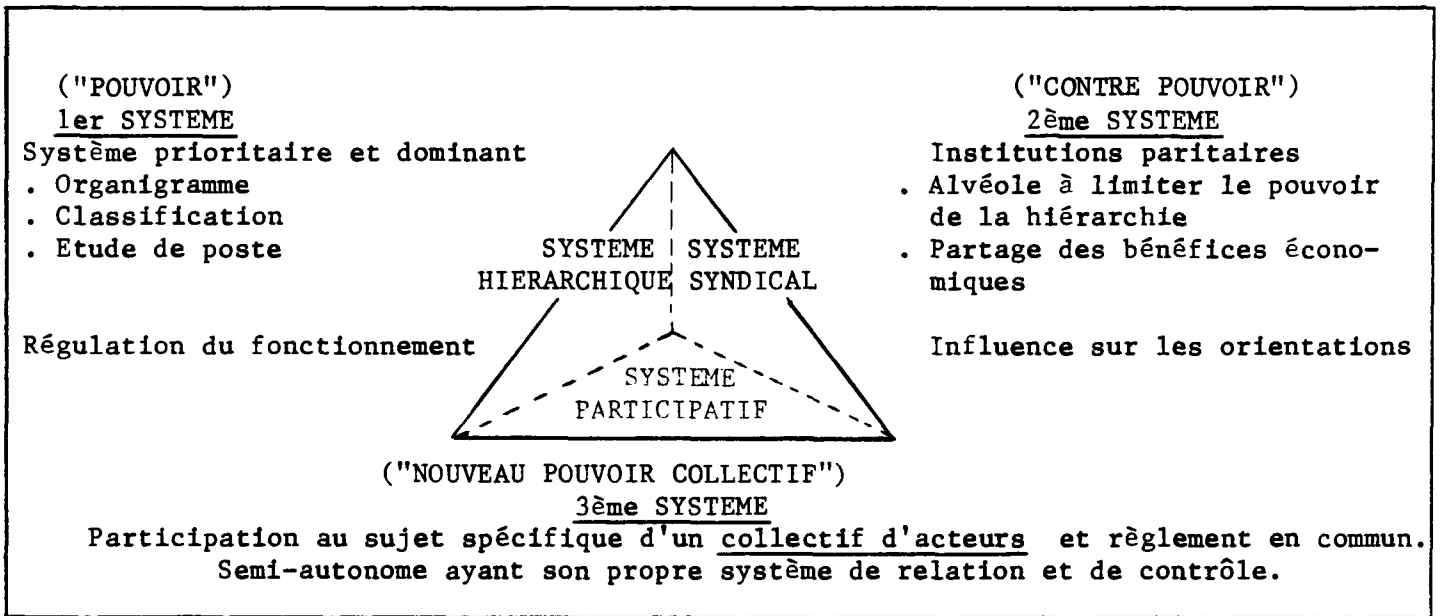 ("POUVOIR")
1er SYSTEME
Système prioritaire et dominant
. Organigramme
. Classification
. Etude de poste
Régulation du fonctionnement
("CONTRE POUVOIR")
2ème SYSTEME
Institutions paritaires
. Alvéole à limiter le pouvoir
de la hiérarchie
. Partage des bénéfices écono-
miques
Influence sur les orientations
SYSTEME
HIERARCHIQUE
SYSTEME
SYNDICAL
SYSTEME
PARTICIPATIF
("NOUVEAU POUVOIR COLLECTIF")
3ème SYSTEME
Participation au sujet spécifique d'un collectif d'acteurs et règlement en commun.
Semi-autonome ayant son propre système de relation et de contrôle.